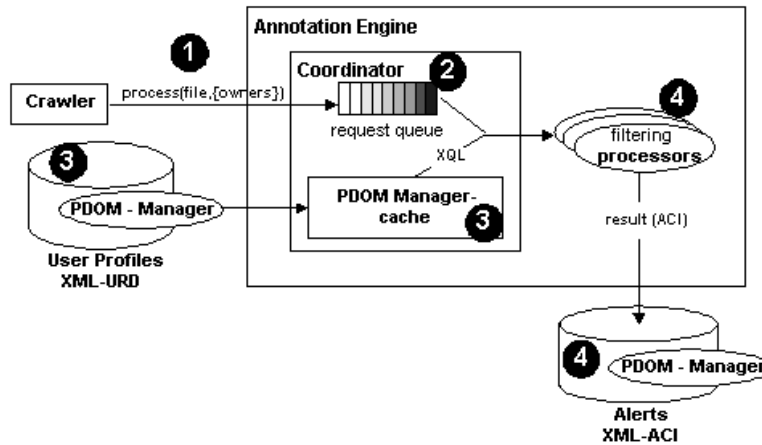 Annotation Engine
1
Coordinator
2
4
Crawler
process(file,{owners})
request queue
filtering
processors
XQL
3
PDOM - Manager
PDOM Manager-
cache
3
result (ACI)
User Profiles
XML-URD
4
PDOM - Manager
Alerts
XML-ACI